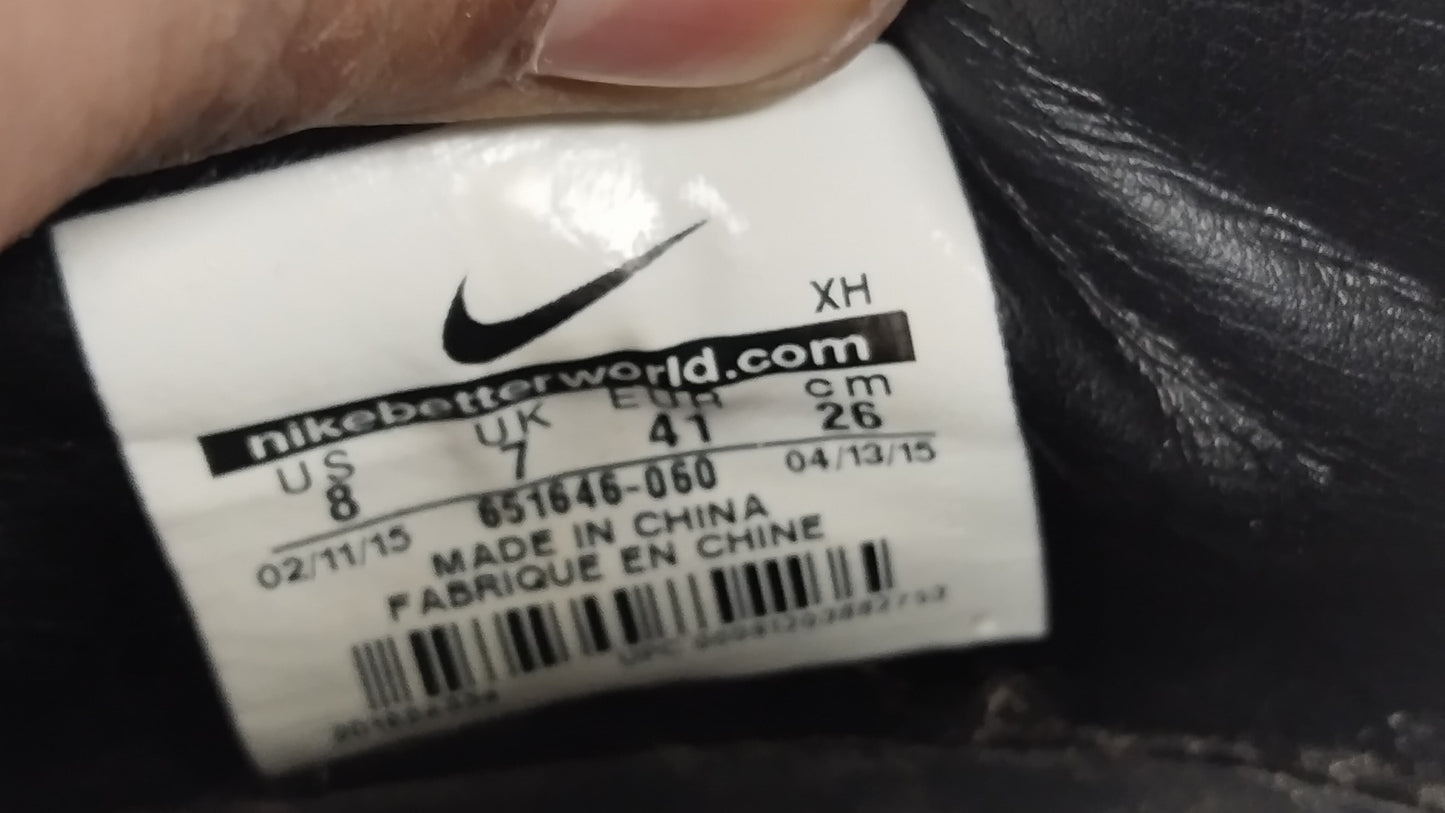 XH
nikebetterworld.com
US UK EUR cm
8 7 41 26
02/11/15 651646-060 04/13/15
MADE IN CHINA
FABRIQUE EN CHINE
UPC